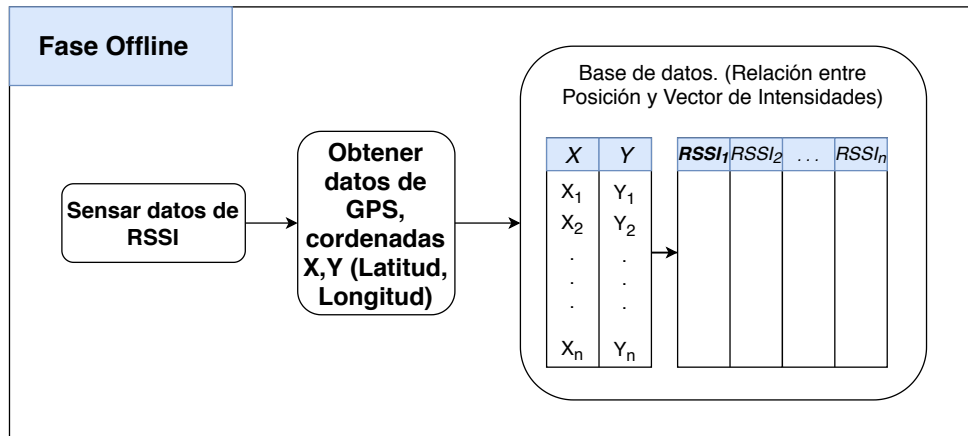 Fase Offline
Base de datos. (Relación entre
Posición y Vector de Intensidades)
Sensar datos de
RSSI
Obtener
datos de
GPS,
cordenadas
X,Y (Latitud,
Longitud)
X Y RSSI1 RSSI2 ... RSSIn
X1 Y1
X2 Y2
. .
. .
. .
Xn Yn